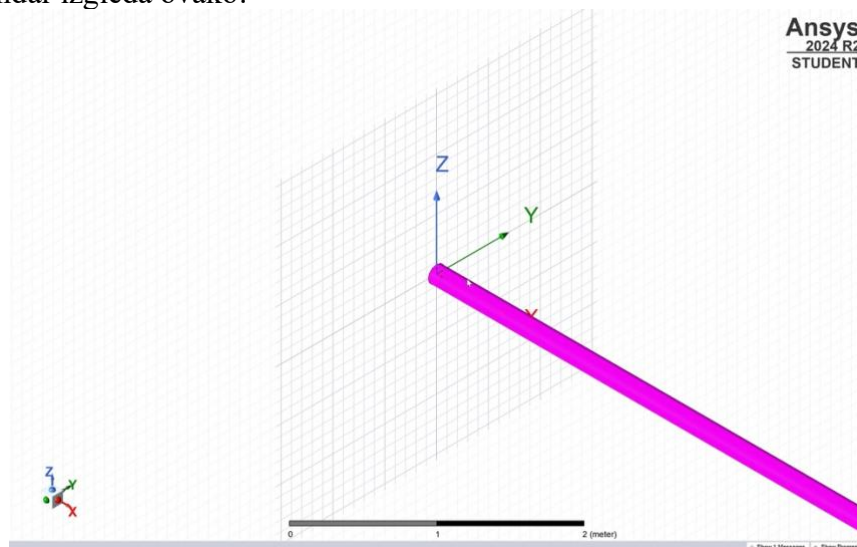 izgleda ovako:
Ansys
2024 R2
STUDENT
Z
Y
X
Z
Y
X
0 1 2 (meter)